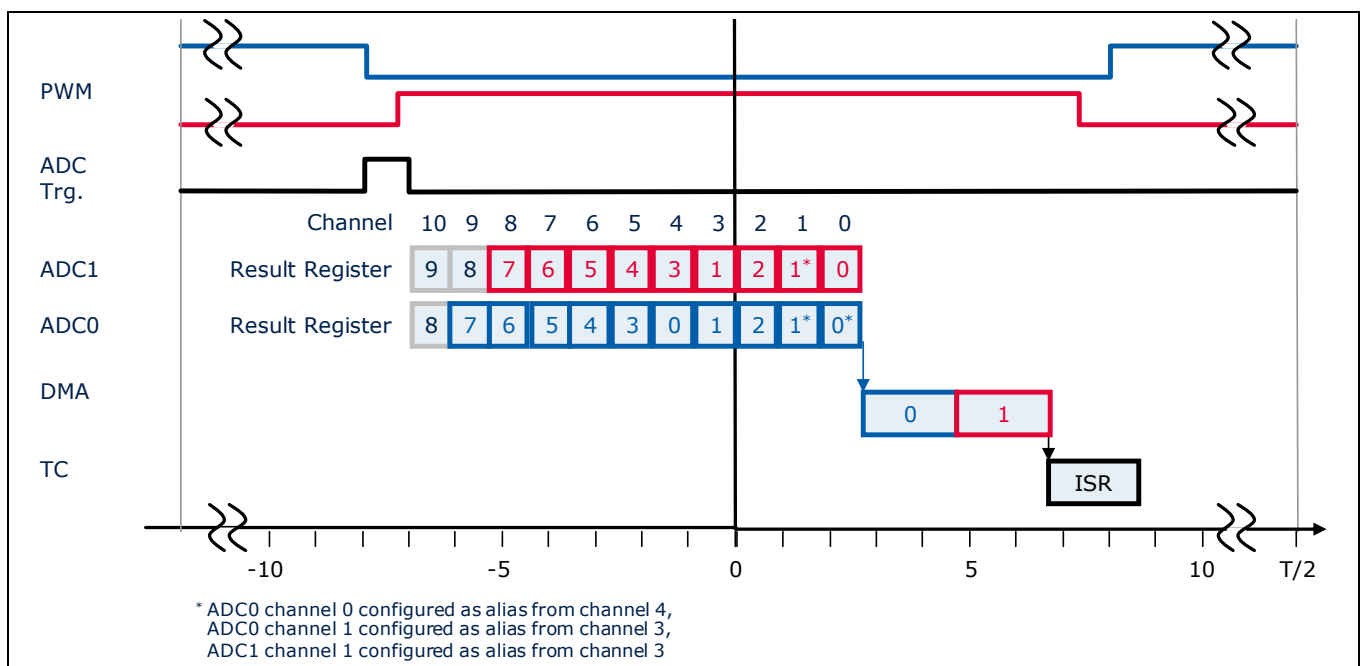 PWM
ADC
Trg.
Channel 10 9 8 7 6 5 4 3 2 1 0
ADC1 Result Register 9 8 7 6 5 4 3 1 2 1* 0
ADC0 Result Register 8 7 6 5 4 3 0 1 2 1* 0*
DMA 0 1
TC ISR
-10 -5 0 5 10 T/2
* ADC0 channel 0 configured as alias from channel 4,
ADC0 channel 1 configured as alias from channel 3,
ADC1 channel 1 configured as alias from channel 3